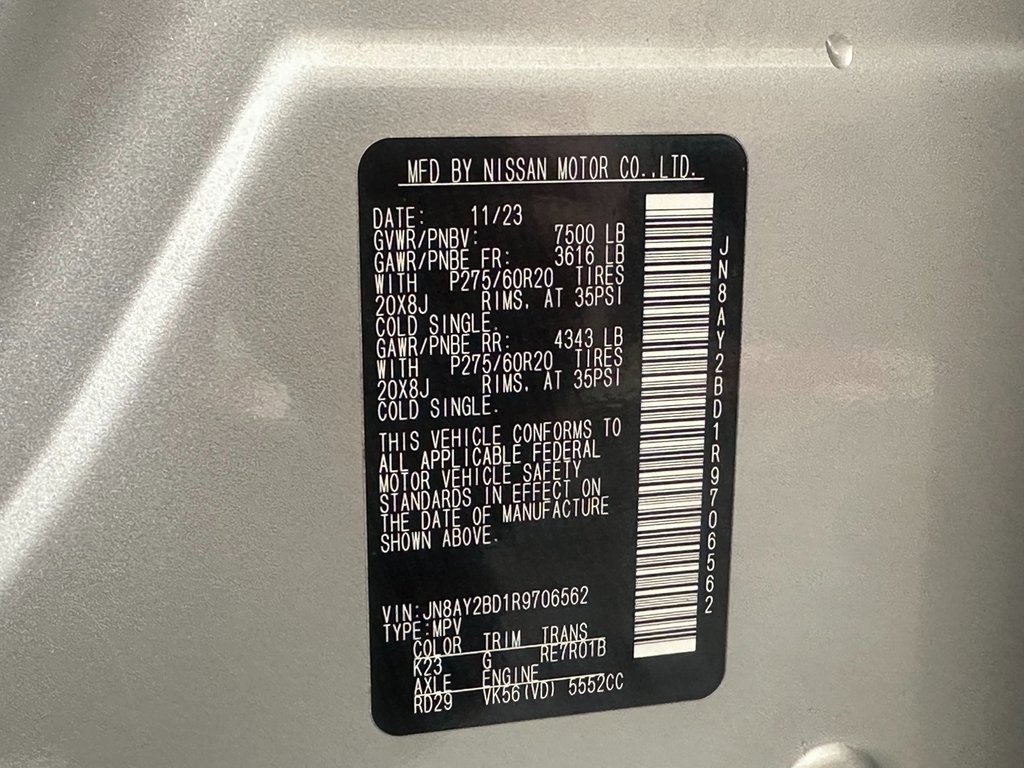 MFD BY NISSAN MOTOR CO.,LTD.
DATE: 11/23
GVWR/PNBV: 7500 LB
GAWR/PNBE FR: 3616 LB
WITH P275/60R20 TIRES
20X8J RIMS, AT 35PSI
COLD SINGLE.
GAWR/PNBE RR: 4343 LB
WITH P275/60R20 TIRES
20X8J RIMS, AT 35PSI
COLD SINGLE.
THIS VEHICLE CONFORMS TO
ALL APPLICABLE FEDERAL
MOTOR VEHICLE SAFETY
STANDARDS IN EFFECT ON
THE DATE OF MANUFACTURE
SHOWN ABOVE.
VIN:JN8AY2BD1R9706562
TYPE:MPV
COLOR TRIM TRANS
K23 G RE7R01B
AXLE ENGINE
RD29 VK56(VD) 5552CC
JN8AY2BD1R9706562